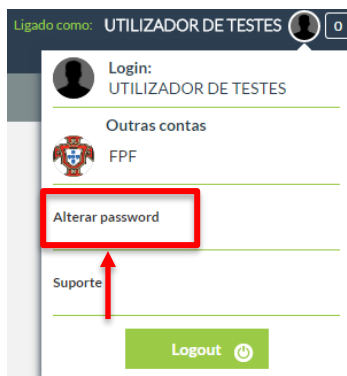 Ligado como: UTILIZADOR DE TESTES 0
Login:
UTILIZADOR DE TESTES
Outras contas
FPF
Alterar password
Suporte
Logout